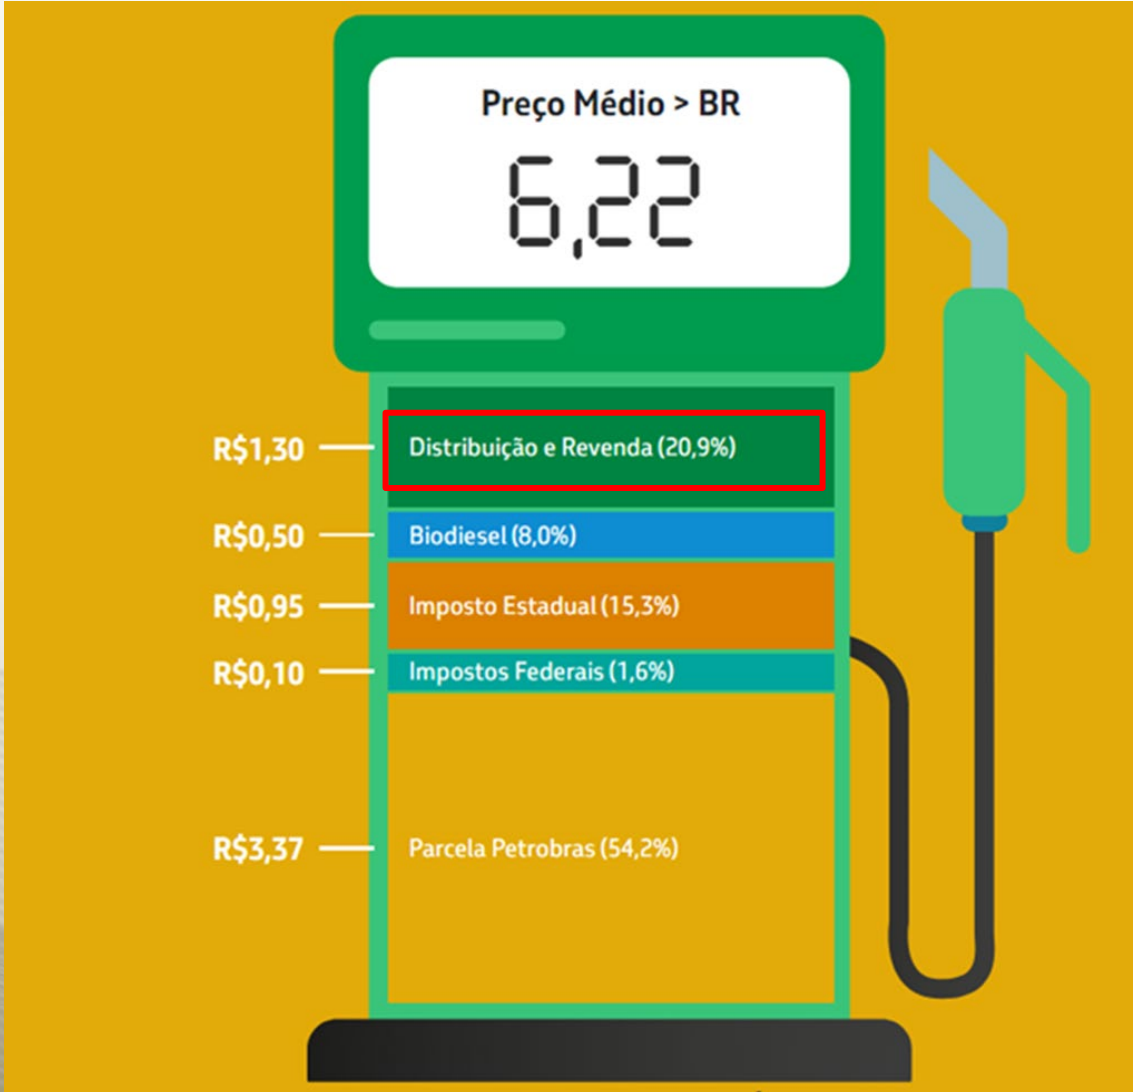 Preço Médio > BR
6,22
R$1,30
Distribuição e Revenda (20,9%)
R$0,50
Biodiesel (8,0%)
R$0,95
Imposto Estadual (15,3%)
R$0,10
Impostos Federais (1,6%)
R$3,37
Parcela Petrobras (54,2%)